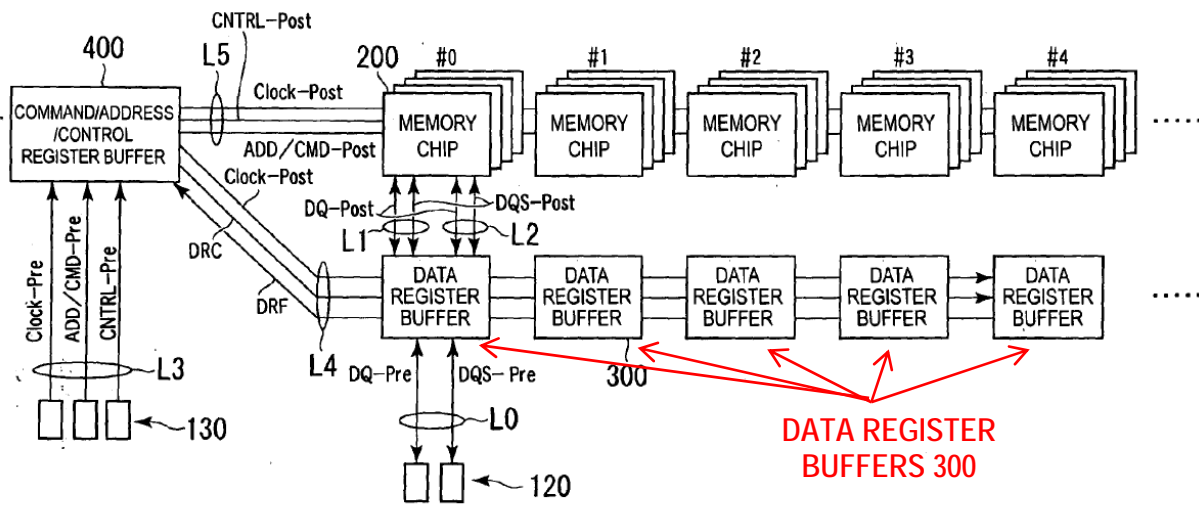 CNTRL-Post
400
L5
Clock-Post
200
#0
#1
#2
#3
#4
COMMAND/ADDRESS
/CONTROL
REGISTER BUFFER
MEMORY
CHIP
MEMORY
CHIP
MEMORY
CHIP
MEMORY
CHIP
MEMORY
CHIP
ADD/CMD-Post
Clock-Post
DQ-Post
DQS-Post
L1
L2
DRC
DRF
L4
Clock-Pre
ADD/CMD-Pre
CNTRL-Pre
L3
130
DATA
REGISTER
BUFFER
DATA
REGISTER
BUFFER
DATA
REGISTER
BUFFER
DATA
REGISTER
BUFFER
DATA
REGISTER
BUFFER
300
DQ-Pre
DQS-Pre
L0
120
DATA REGISTER
BUFFERS 300